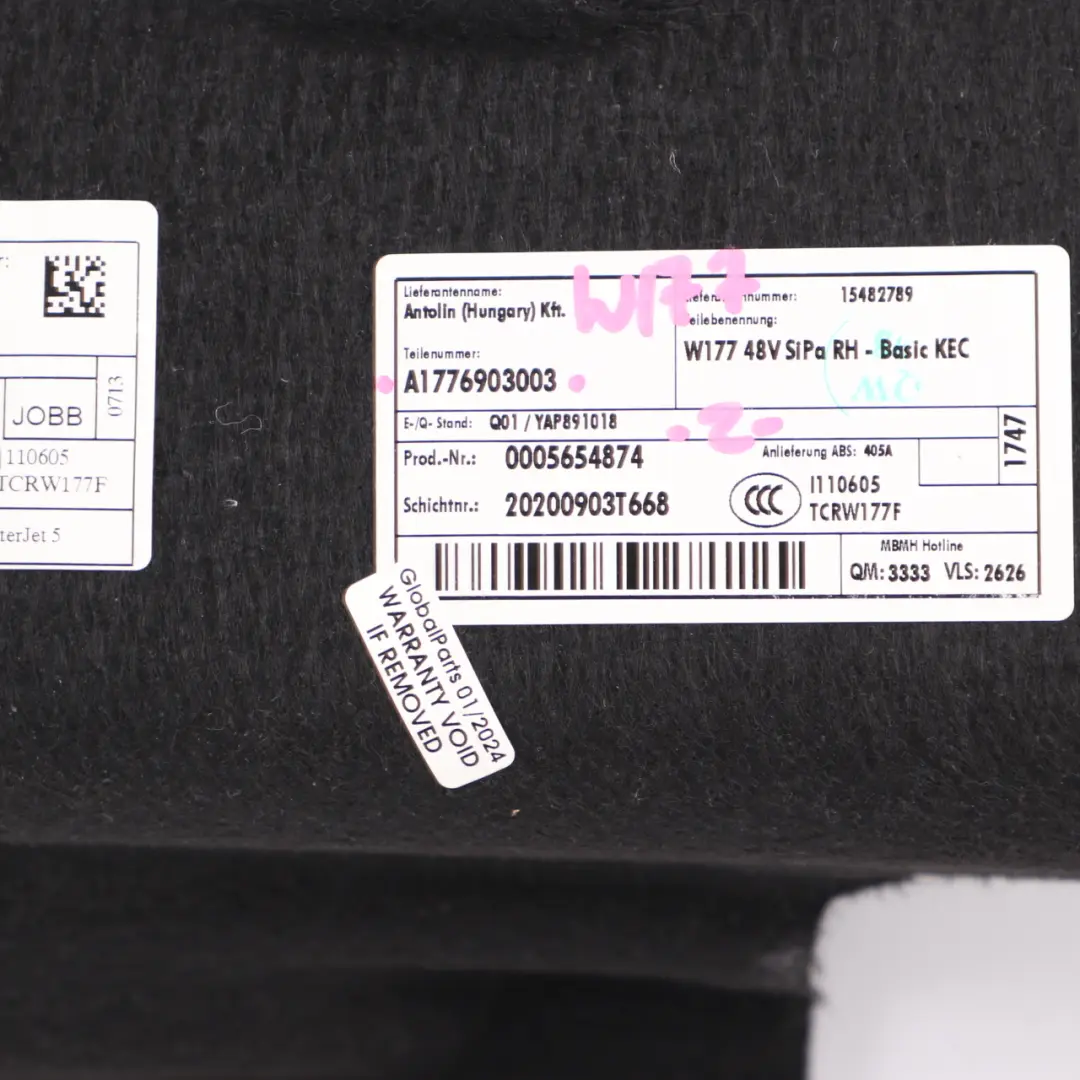 JOBB
0713
110605
TCRW177F
terJet 5
Lieferantenname:
Antolin (Hungary) Kft.
15482789
W177
Teilenummer:
A1776903003
W177 48V SiPa RH - Basic KEC
E-/Q- Stand: Q01 / YAP891018
-2-
1747
Prod.-Nr.: 0005654874
Anlieferung ABS: 405A
Schichtnr.: 20200903T668
CCC
I110605
TCRW177F
MBMH Hotline
QM: 3333 VLS: 2626
GlobalParts 01/2024
WARRANTY VOID
IF REMOVED